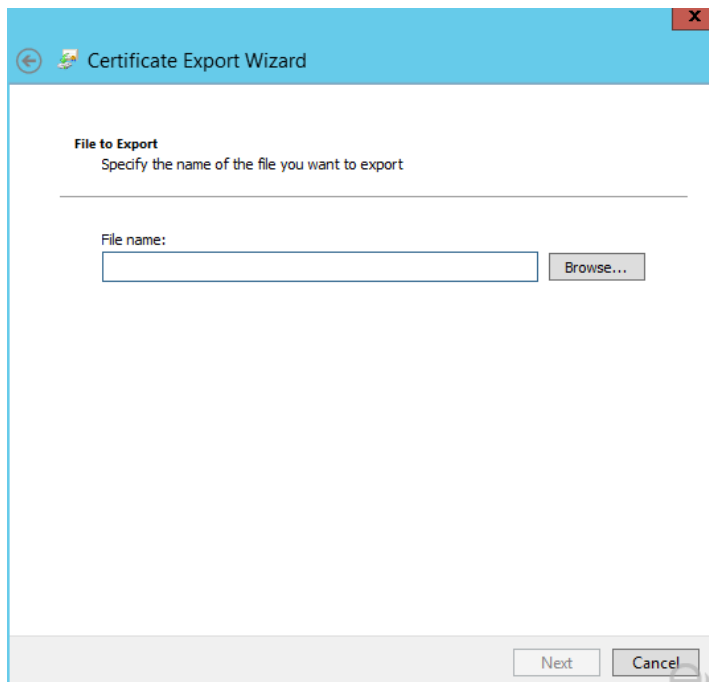 x
Certificate Export Wizard
File to Export
Specify the name of the file you want to export
File name:
Browse...
Next
Cancel